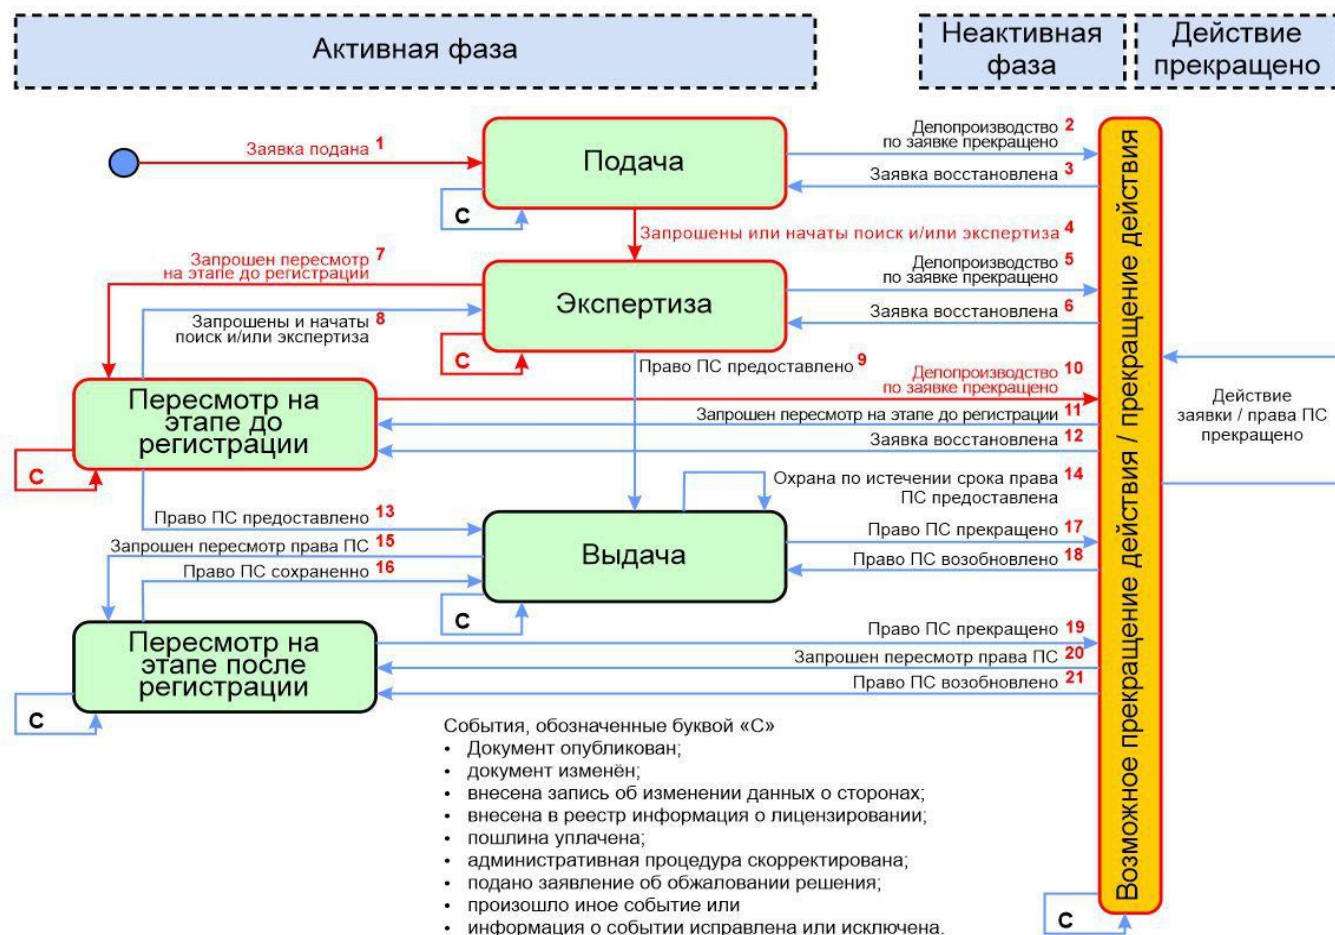 Активная фаза
Неактивная
фаза
Действие
прекращено
Заявка подана 1
Подача
Делопроизводство 2
по заявке прекращено
Заявка восстановлена 3
С
Запрошены или начаты поиск и/или экспертиза 4
Запрошен пересмотр 7
на этапе до регистрации
Экспертиза
Делопроизводство 5
по заявке прекращено
Заявка восстановлена 6
Запрошены и начаты 8
поиск и/или экспертиза
С
Право ПС предоставлено 9
Делопроизводство 10
по заявке прекращено
Пересмотр на
этапе до
регистрации
Запрошен пересмотр на этапе до регистрации 11
Заявка восстановлена 12
С
Действие
заявки / права ПС
прекращено
Охрана по истечении срока права 14
ПС предоставлена
Право ПС предоставлено 13
Запрошен пересмотр права ПС 15
Право ПС сохраненно 16
Выдача
Право ПС прекращено 17
Право ПС возобновлено 18
С
Пересмотр на
этапе после
регистрации
Право ПС прекращено 19
Запрошен пересмотр права ПС 20
Право ПС возобновлено 21
С
Возможное прекращение действия / прекращение действия
С
События, обозначенные буквой «С»
• Документ опубликован;
• документ изменён;
• внесена запись об изменении данных о сторонах;
• внесена в реестр информация о лицензировании;
• пошлина уплачена;
• административная процедура скорректирована;
• подано заявление об обжаловании решения;
• произошло иное событие или
• информация о событии исправлена или исключена.